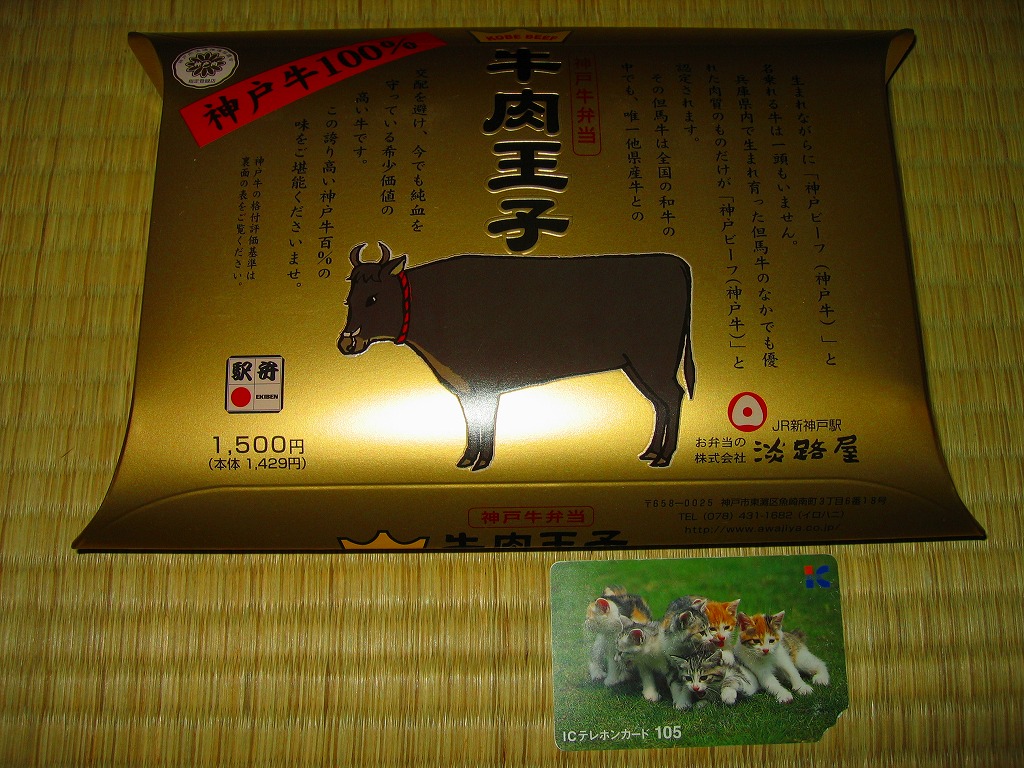 KOBE BEEF
神戸牛100%
指定登録店
牛肉王子
神戸牛弁当
生まれながらに「神戸ビーフ(神戸牛)」と
名乗れる牛は一頭もいません。
兵庫県内で生まれ育った但馬牛のなかでも優
れた肉質のものだけが「神戸ビーフ(神戸牛)」と
認定されます。
その但馬牛は全国の和牛の
中でも、唯一他県産牛との
交配を避け、今でも純血を
守っている希少価値の
高い牛です。
この誇り高い神戸牛百%の
味をご堪能くださいませ。
神戸牛の格付評価基準は
裏面の表をご覧ください。
駅弁
EKIBEN
1,500円
(本体 1,429円)
JR新神戸駅
お弁当の
株式会社
淡路屋
〒658-0025 神戸市東灘区魚崎南町3丁目6番18号
TEL (078) 431-1682 (イロハニ)
http://www.awajiya.co.jp/
神戸牛弁当
牛肉王子
ICテレホンカード 105